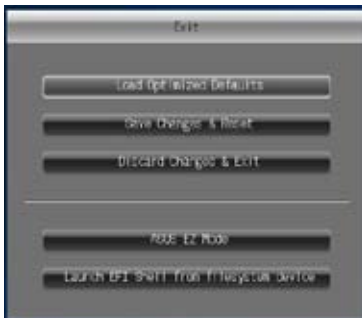 Exit
Load Optimized Defaults
Save Changes & Reset
Discard Changes & Exit
ASUS EZ Mode
Launch EFI Shell from filesystem device